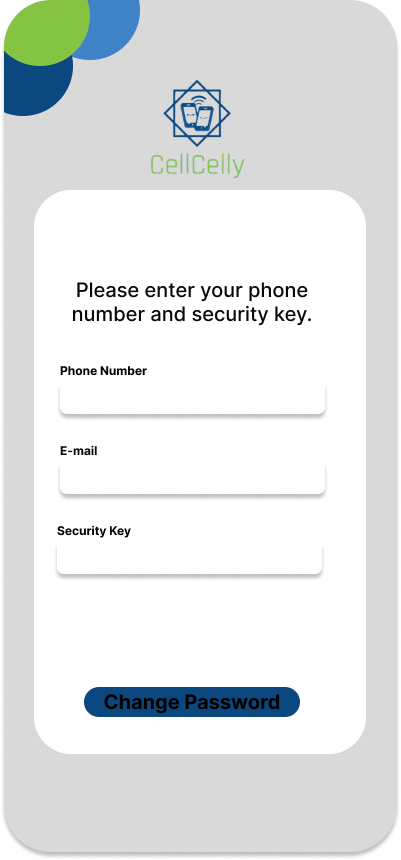 CellCelly
Please enter your phone
number and security key.
Phone Number
E-mail
Security Key
Change Password